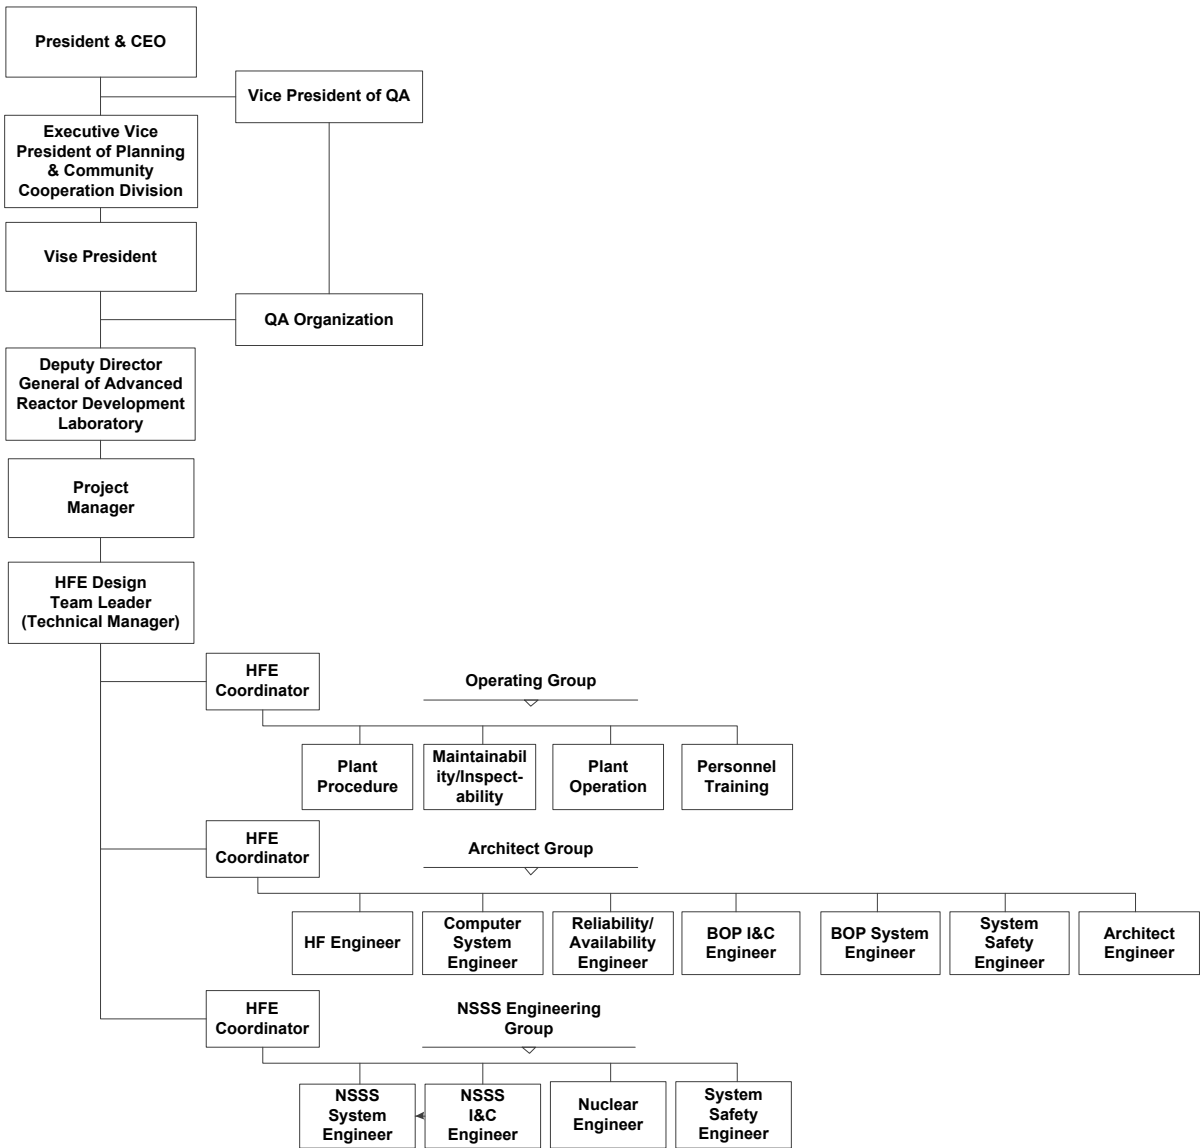 President & CEO
Vice President of QA
Executive Vice
President of Planning
& Community
Cooperation Division
Vise President
QA Organization
Deputy Director
General of Advanced
Reactor Development
Laboratory
Project
Manager
HFE Design
Team Leader
(Technical Manager)
HFE
Coordinator
Operating Group
Plant
Procedure
Maintainabil
ity/Inspect-
ability
Plant
Operation
Personnel
Training
HFE
Coordinator
Architect Group
HF Engineer
Computer
System
Engineer
Reliability/
Availability
Engineer
BOP I&C
Engineer
BOP System
Engineer
System
Safety
Engineer
Architect
Engineer
HFE
Coordinator
NSSS Engineering
Group
NSSS
System
Engineer
NSSS
I&C
Engineer
Nuclear
Engineer
System
Safety
Engineer